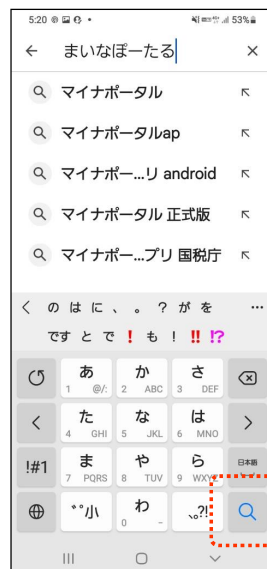 5:20 53%
まいなぽーたる
マイナポータル
マイナポータルap
マイナポー...リ android
マイナポータル 正式版
マイナポー...プリ 国税庁
の は に 、 。 ? が を ...
です と で ! も ! !! !?
あ 1 @/: か 2 ABC さ 3 DEF
た 4 GHI な 5 JKL は 6 MNO
!#1 ま 7 PQRS や 8 TUV ら 9 WXYZ 日本語
゛゜小 わ 0 - 、。?!